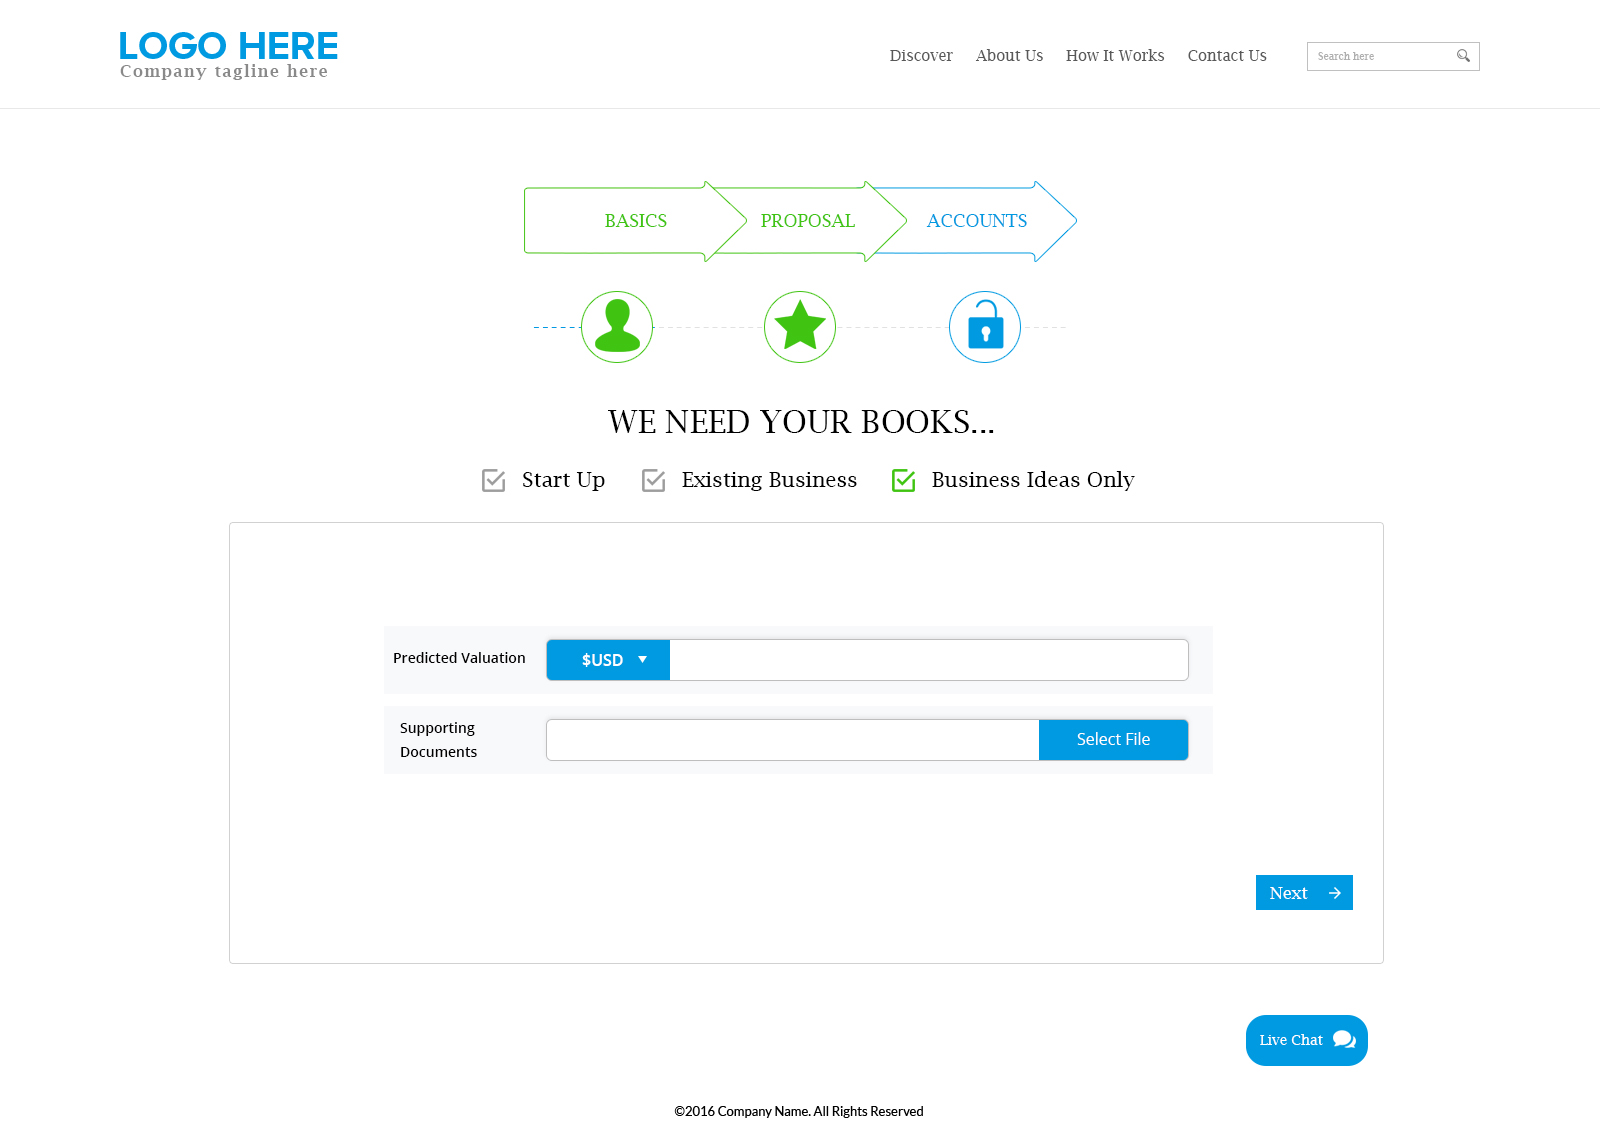 LOGO HERE
Company tagline here
Discover About Us How It Works Contact Us Search here
BASICS PROPOSAL ACCOUNTS
WE NEED YOUR BOOKS...
Start Up Existing Business Business Ideas Only
Predicted Valuation $USD
Supporting
Documents
Select File
Next
Live Chat
©2016 Company Name. All Rights Reserved